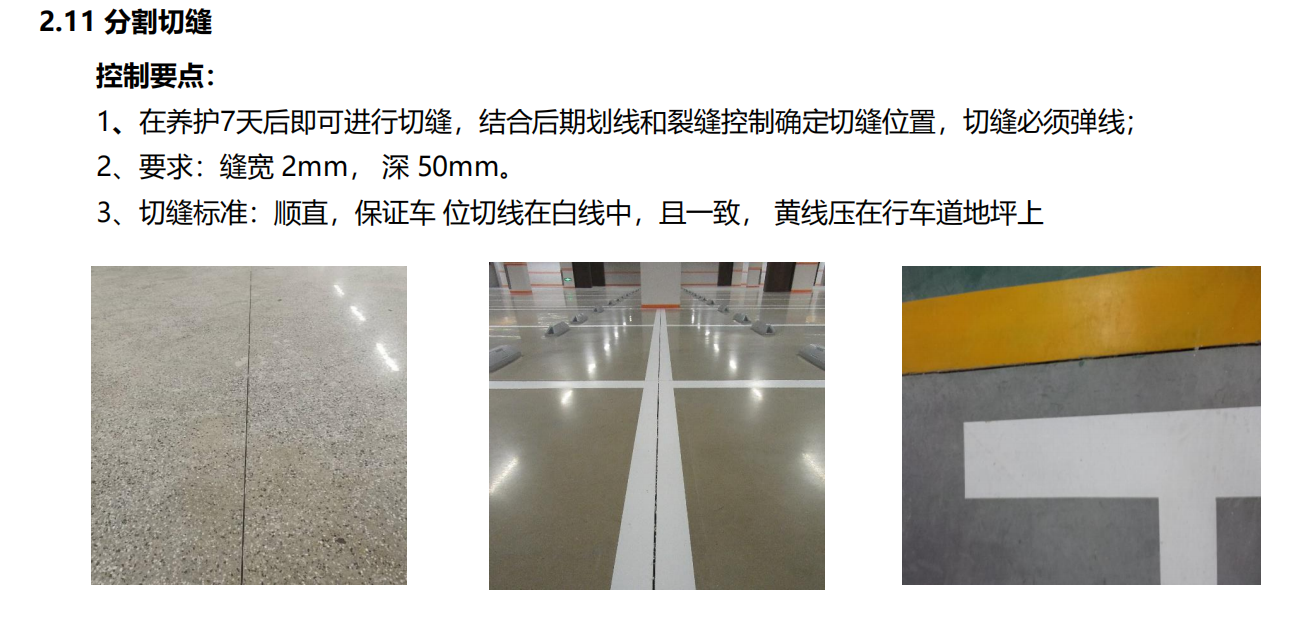 2.11 分割切缝
控制要点：
1、在养护7天后即可进行切缝，结合后期划线和裂缝控制确定切缝位置，切缝必须弹线；
2、要求：缝宽 2mm， 深 50mm。
3、切缝标准：顺直，保证车 位切线在白线中，且一致， 黄线压在行车道地坪上